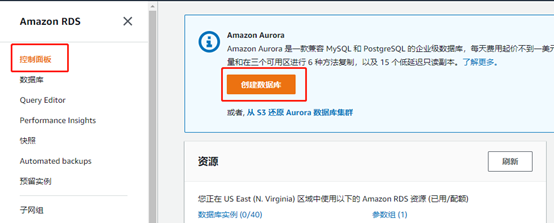 Amazon RDS
控制面板
数据库
Query Editor
Performance Insights
快照
Automated backups
预留实例
子网组
Amazon Aurora
Amazon Aurora 是一款兼容 MySQL 和 PostgreSQL 的企业级数据库，每天费用起价不到一美元
量和在三个可用区进行 6 种方法复制，以及 15 个低延迟只读副本。了解更多。
创建数据库
或者, 从 S3 还原 Aurora 数据库集群
资源
刷新
您正在 US East (N. Virginia) 区域中使用以下的 Amazon RDS 资源 (已用/配额)
数据库实例 (0/40)
参数组 (1)